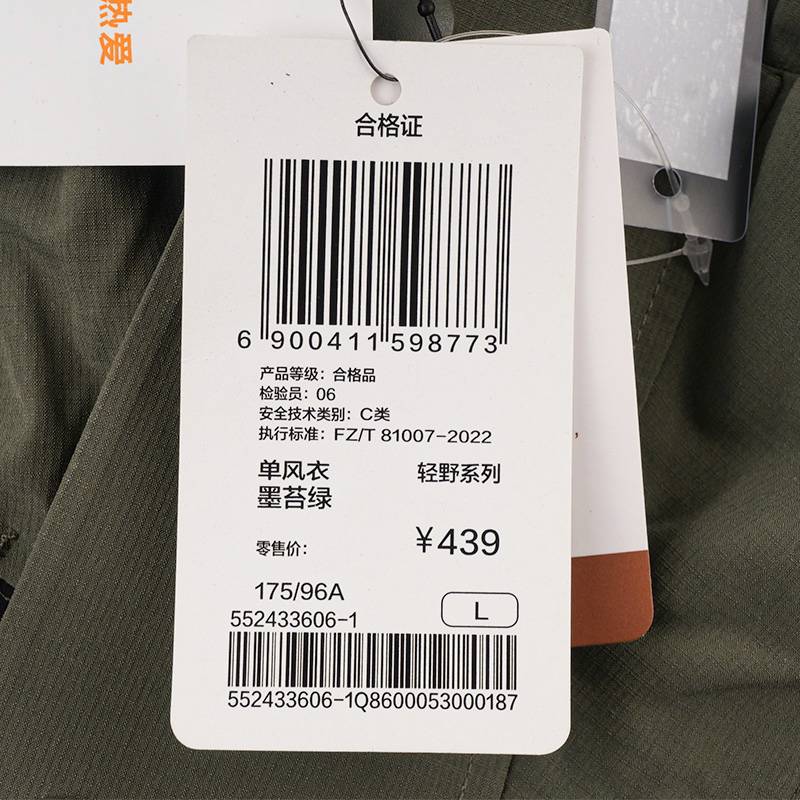 热爱
合格证
6 900411 598773
产品等级：合格品
检验员：06
安全技术类别：C类
执行标准：FZ/T 81007-2022
单风衣 轻野系列
墨苔绿
零售价： ¥439
175/96A L
552433606-1
552433606-1Q8600053000187